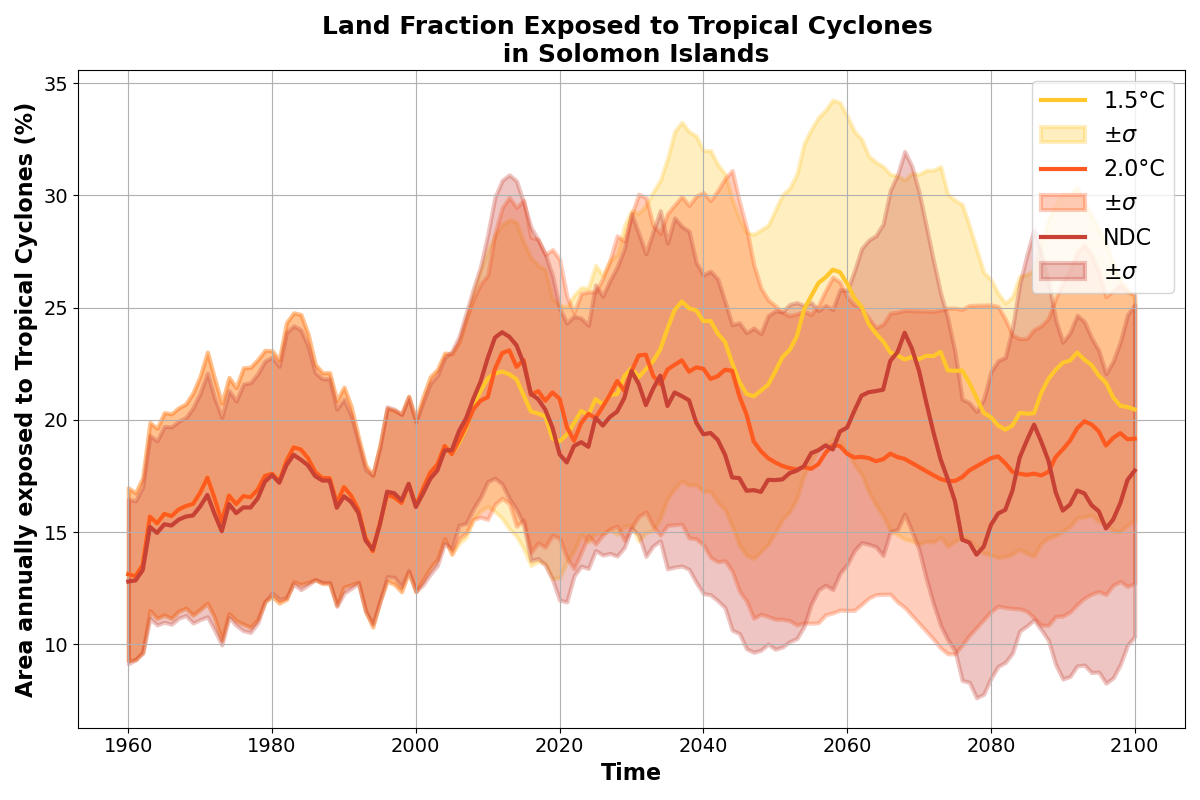 Land Fraction Exposed to Tropical Cyclones
in Solomon Islands
Area annually exposed to Tropical Cyclones (%)
35
30
25
20
15
10
1.5°C
±σ
2.0°C
±σ
NDC
±σ
1960 1980 2000 2020 2040 2060 2080 2100
Time